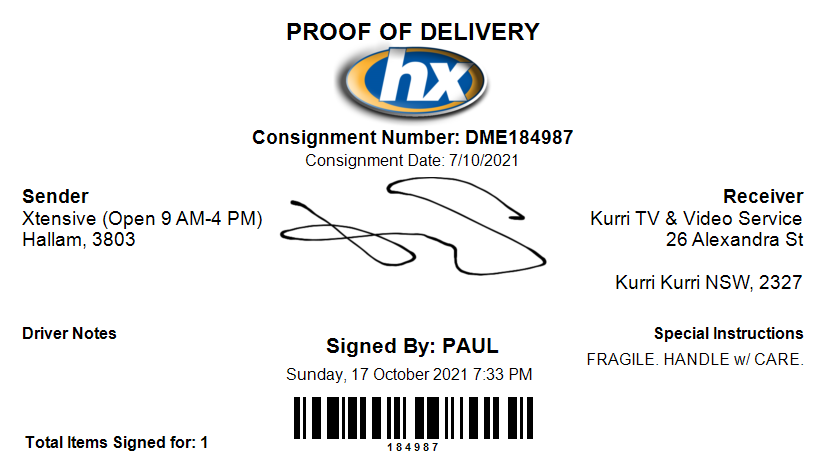 PROOF OF DELIVERY
hx
Consignment Number: DME184987
Consignment Date: 7/10/2021
Sender
Xtensive (Open 9 AM-4 PM)
Hallam, 3803
Receiver
Kurri TV & Video Service
26 Alexandra St
Kurri Kurri NSW, 2327
Driver Notes
Signed By: PAUL
Sunday, 17 October 2021 7:33 PM
Special Instructions
FRAGILE. HANDLE w/ CARE.
Total Items Signed for: 1
184987